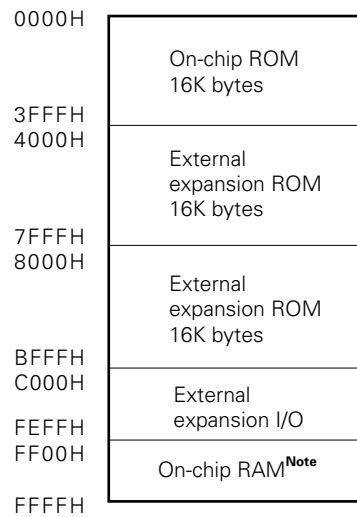 0000H
On-chip ROM
16K bytes
3FFFH
4000H
External
expansion ROM
16K bytes
7FFFH
8000H
External
expansion ROM
16K bytes
BFFFH
C000H
External
expansion I/O
FEFFH
FF00H
On-chip RAMNote
FFFFH